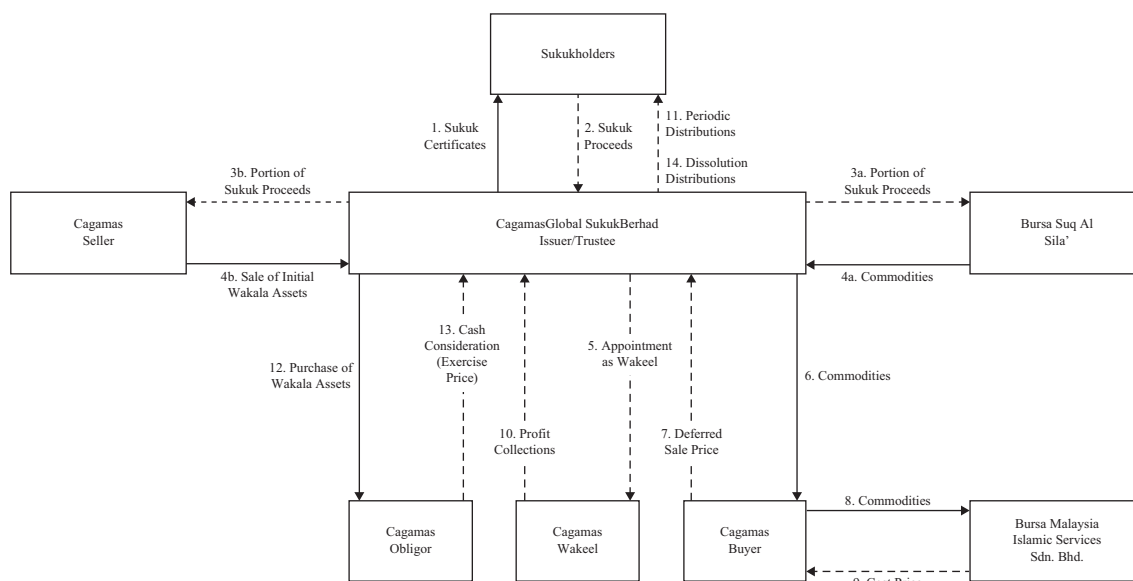 Sukukholders
1. Sukuk
Certificates
2. Sukuk
Proceeds
11. Periodic
Distributions
14. Dissolution
Distributions
3b. Portion of
Sukuk Proceeds
3a. Portion of
Sukuk Proceeds
Cagamas
Seller
CagamasGlobal SukukBerhad
Issuer/Trustee
Bursa Suq Al
Sila’
4b. Sale of Initial
Wakala Assets
4a. Commodities
13. Cash
Consideration
(Exercise
Price)
5. Appointment
as Wakeel
12. Purchase of
Wakala Assets
6. Commodities
10. Profit
Collections
7. Deferred
Sale Price
Cagamas
Obligor
Cagamas
Wakeel
Cagamas
Buyer
8. Commodities
Bursa Malaysia
Islamic Services
Sdn. Bhd.
9. Cost Price